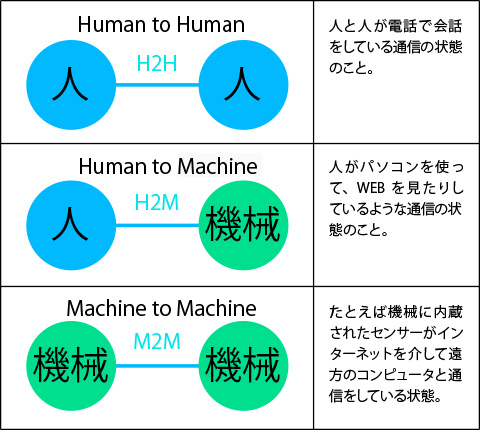 Human to Human
H2H
人 人
人と人が電話で会話
をしている通信の状態
のこと。
Human to Machine
H2M
人 機械
人がパソコンを使っ
て、WEB を見たりし
ているような通信の状
態のこと。
Machine to Machine
M2M
機械 機械
たとえば機械に内蔵
されたセンサーがイン
ターネットを介して遠
方のコンピュータと通
信をしている状態。